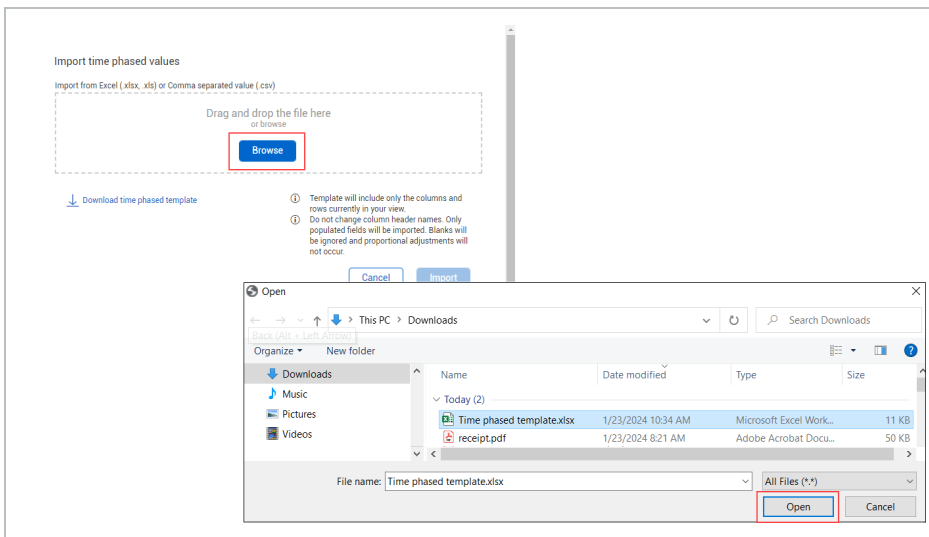 Import time phased values
Import from Excel (.xlsx, .xls) or Comma separated value (.csv)
Drag and drop the file here
or browse
Browse
Download time phased template
Template will include only the columns and
rows currently in your view.
Do not change column header names. Only
populated fields will be imported. Blanks will
be ignored and proportional adjustments will
not occur.
Cancel Import
Open
This PC > Downloads
Search Downloads
Back (Alt + Left Arrow)
Organize New folder
?
Downloads
Music
Pictures
Videos
Name Date modified Type Size
Today (2)
Time phased template.xlsx 1/23/2024 10:34 AM Microsoft Excel Work... 11 KB
receipt.pdf 1/23/2024 8:21 AM Adobe Acrobat Docu... 50 KB
File name: Time phased template.xlsx All Files (*.*)
Open Cancel